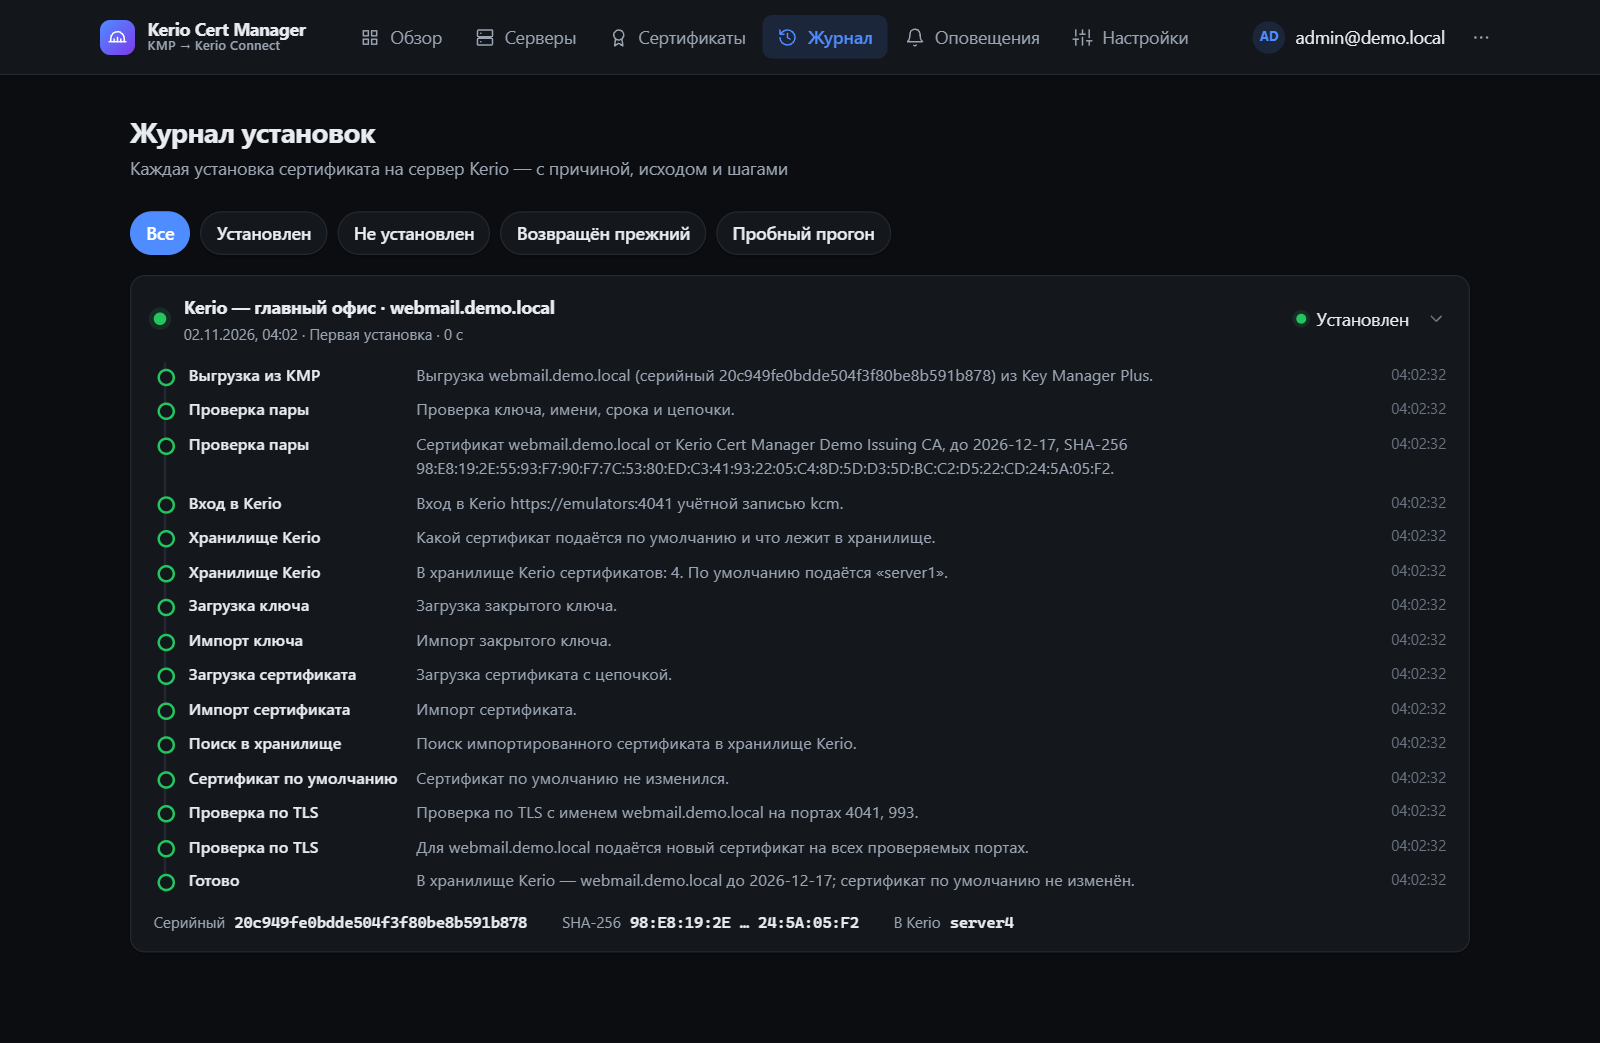 Kerio Cert Manager
KMP → Kerio Connect
Обзор
Серверы
Сертификаты
Журнал
Оповещения
Настройки
AD
admin@demo.local
Журнал установок
Каждая установка сертификата на сервер Kerio — с причиной, исходом и шагами
Все
Установлен
Не установлен
Возвращён прежний
Пробный прогон
Kerio — главный офис · webmail.demo.local
02.11.2026, 04:02 · Первая установка · 0 с
Установлен
Выгрузка из KMP Выгрузка webmail.demo.local (серийный 20c949fe0bdde504f3f80be8b591b878) из Key Manager Plus. 04:02:32
Проверка пары Проверка ключа, имени, срока и цепочки. 04:02:32
Проверка пары Сертификат webmail.demo.local от Kerio Cert Manager Demo Issuing CA, до 2026-12-17, SHA-256 04:02:32
98:E8:19:2E:55:93:F7:90:F7:7C:53:80:ED:C3:41:93:22:05:C4:8D:5D:D3:5D:BC:C2:D5:22:CD:24:5A:05:F2.
Вход в Kerio Вход в Kerio https://emulators:4041 учётной записью kcm. 04:02:32
Хранилище Kerio Какой сертификат подаётся по умолчанию и что лежит в хранилище. 04:02:32
Хранилище Kerio В хранилище Kerio сертификатов: 4. По умолчанию подаётся «server1». 04:02:32
Загрузка ключа Загрузка закрытого ключа. 04:02:32
Импорт ключа Импорт закрытого ключа. 04:02:32
Загрузка сертификата Загрузка сертификата с цепочкой. 04:02:32
Импорт сертификата Импорт сертификата. 04:02:32
Поиск в хранилище Поиск импортированного сертификата в хранилище Kerio. 04:02:32
Сертификат по умолчанию Сертификат по умолчанию не изменился. 04:02:32
Проверка по TLS Проверка по TLS с именем webmail.demo.local на портах 4041, 993. 04:02:32
Проверка по TLS Для webmail.demo.local подаётся новый сертификат на всех проверяемых портах. 04:02:32
Готово В хранилище Kerio — webmail.demo.local до 2026-12-17; сертификат по умолчанию не изменён. 04:02:32
Серийный 20c949fe0bdde504f3f80be8b591b878 SHA-256 98:E8:19:2E … 24:5A:05:F2 В Kerio server4